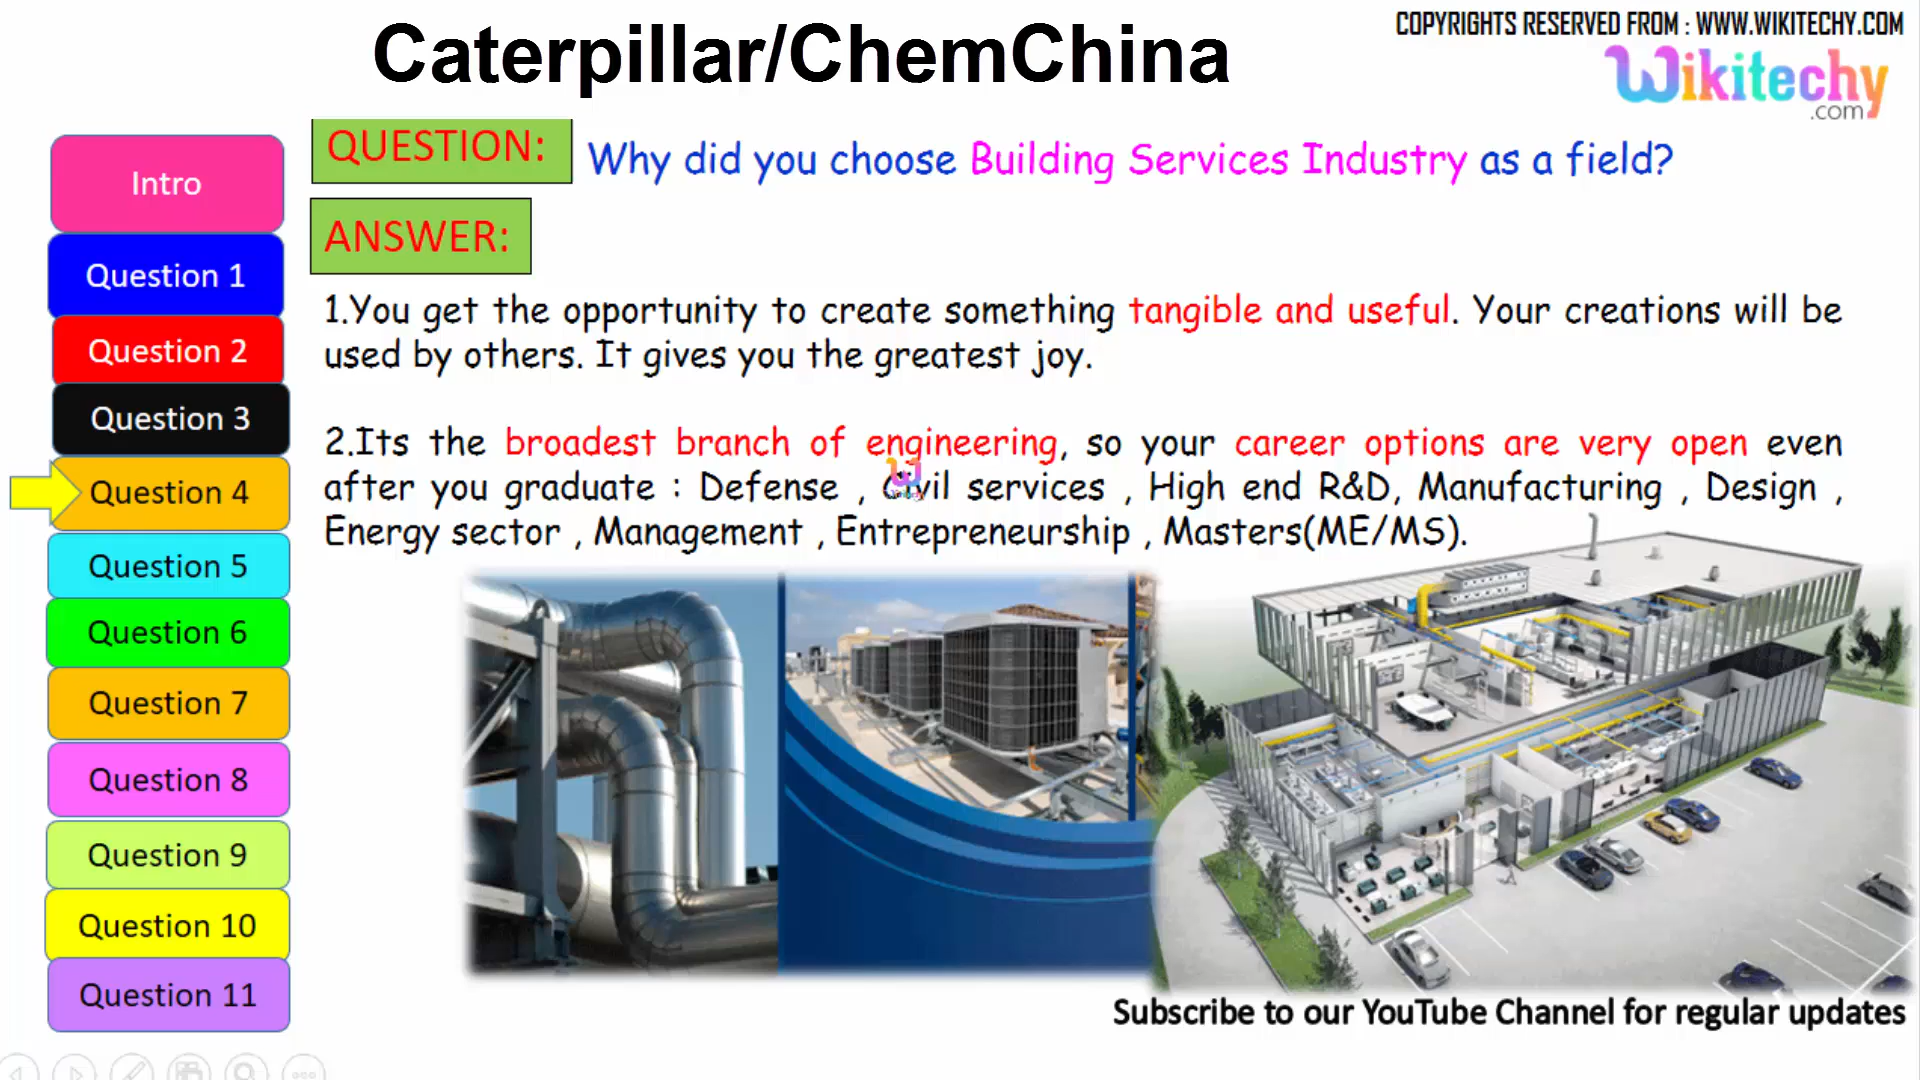 Caterpillar/ChemChina
COPYRIGHTS RESERVED FROM : WWW.WIKITECHY.COM
Wikitechy
.com
Intro
Question 1
Question 2
Question 3
Question 4
Question 5
Question 6
Question 7
Question 8
Question 9
Question 10
Question 11
QUESTION: Why did you choose Building Services Industry as a field?
ANSWER:
1.You get the opportunity to create something tangible and useful. Your creations will be
used by others. It gives you the greatest joy.
2.Its the broadest branch of engineering, so your career options are very open even
after you graduate : Defense , Civil services , High end R&D, Manufacturing , Design ,
Energy sector , Management , Entrepreneurship , Masters(ME/MS).
Subscribe to our YouTube Channel for regular updates